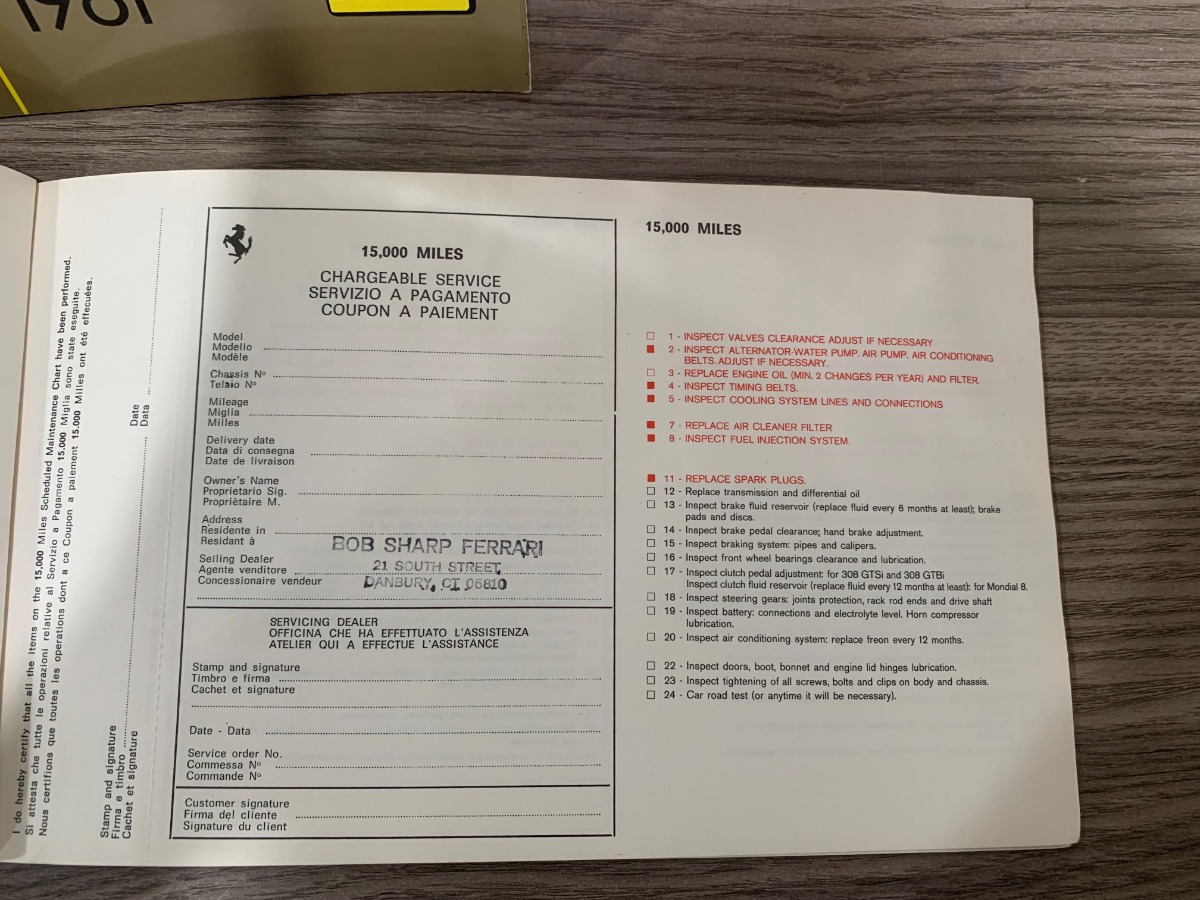 1981
I do hereby certify that all the items on the 15,000 Miles Scheduled Maintenance Chart have been performed.
Si attesta che tutte le operazioni relative al Servizio a Pagamento 15.000 Miglia sono state eseguite.
Nous certifions que toutes les operations dont a ce Coupon a paiement 15.000 Milles ont été effecuées.
Stamp and signature
Firma e timbro
Cachet et signature
Date
Data
15,000 MILES
CHARGEABLE SERVICE
SERVIZIO A PAGAMENTO
COUPON A PAIEMENT
Model
Modello
Modèle
Chassis Nº
Telaio Nº
Mileage
Miglia
Milles
Delivery date
Data di consegna
Date de livraison
Owner's Name
Proprietario Sig.
Propriètaire M.
Address
Residente in
Residant à
BOB SHARP FERRARI
Selling Dealer
21 SOUTH STREET,
Agente venditore
DANBURY, CT 06810
Concessionaire vendeur
SERVICING DEALER
OFFICINA CHE HA EFFETTUATO L'ASSISTENZA
ATELIER QUI A EFFECTUE L'ASSISTANCE
Stamp and signature
Timbro e firma
Cachet et signature
Date - Data
Service order No.
Commessa Nº
Commande Nº
Customer signature
Firma del cliente
Signature du client
15,000 MILES
1 - INSPECT VALVES CLEARANCE ADJUST IF NECESSARY
2 - INSPECT ALTERNATOR-WATER PUMP. AIR PUMP. AIR CONDITIONING
BELTS. ADJUST IF NECESSARY.
3 - REPLACE ENGINE OIL (MIN. 2 CHANGES PER YEAR) AND FILTER.
4 - INSPECT TIMING BELTS.
5 - INSPECT COOLING SYSTEM LINES AND CONNECTIONS
7 - REPLACE AIR CLEANER FILTER
8 - INSPECT FUEL INJECTION SYSTEM.
11 - REPLACE SPARK PLUGS.
12 - Replace transmission and differential oil
13 - Inspect brake fluid reservoir (replace fluid every 6 months at least); brake
pads and discs.
14 - Inspect brake pedal clearance; hand brake adjustment.
15 - Inspect braking system: pipes and calipers.
16 - Inspect front wheel bearings clearance and lubrication.
17 - Inspect clutch pedal adjustment: for 308 GTSi and 308 GTBi
Inspect clutch fluid reservoir (replace fluid every 12 months at least): for Mondial 8.
18 - Inspect steering gears: joints protection, rack rod ends and drive shaft
19 - Inspect battery: connections and electrolyte level. Horn compressor
lubrication.
20 - Inspect air conditioning system: replace freon every 12 months.
22 - Inspect doors, boot, bonnet and engine lid hinges lubrication.
23 - Inspect tightening of all screws, bolts and clips on body and chassis.
24 - Car road test (or anytime it will be necessary).